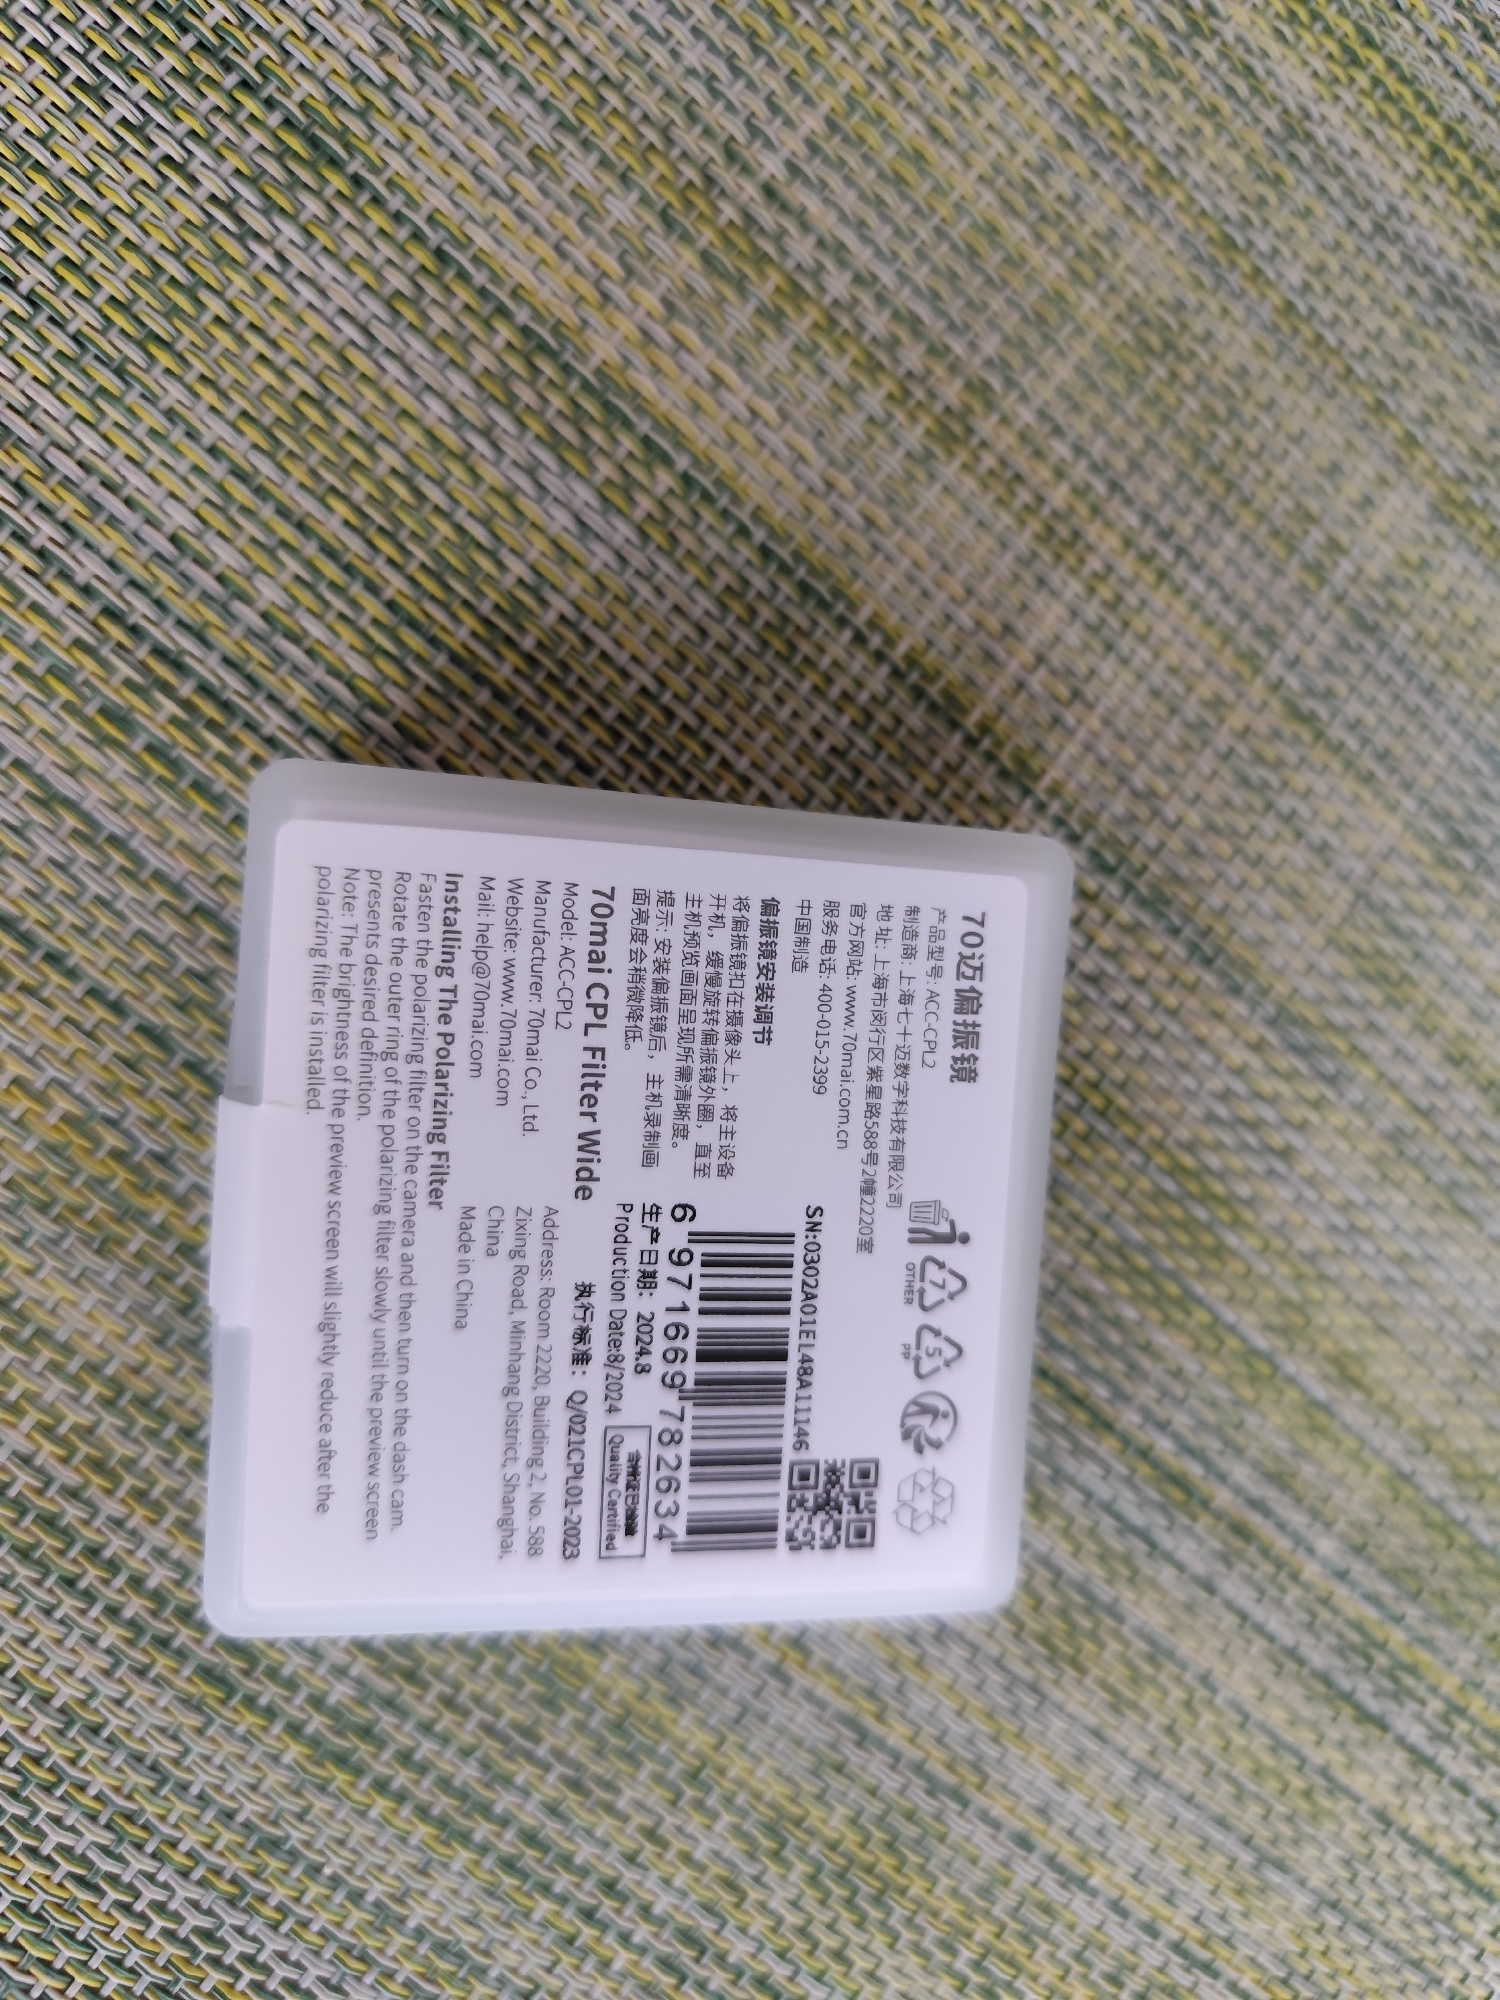 70迈偏振镜
产品型号: ACC-CPL2
制造商: 上海七十迈数字科技有限公司
地 址: 上海市闵行区紫星路588号2幢2220室
官方网站: www.70mai.com.cn
服务电话: 400-015-2399
中国制造
OTHER
7
PP
5
SN:0302A01EL48A11146
6 971669 782634
偏振镜安装调节
将偏振镜扣在摄像头上，将主设备
开机，缓慢旋转偏振镜外圈，直至
主机预览画面呈现所需清晰度。
提示: 安装偏振镜后，主机录制画
面亮度会稍微降低。
生产日期： 2024.8
Production Date:8/2024
Quality Certified
执行标准： Q/021CPL01-2023
70mai CPL Filter Wide
Model: ACC-CPL2
Manufacturer: 70mai Co., Ltd.
Website: www.70mai.com
Mail: help@70mai.com
Address: Room 2220, Building 2, No. 588
Zixing Road, Minhang District, Shanghai,
China
Made in China
Installing The Polarizing Filter
Fasten the polarizing filter on the camera and then turn on the dash cam.
Rotate the outer ring of the polarizing filter slowly until the preview screen
presents desired definition.
Note: The brightness of the preview screen will slightly reduce after the
polarizing filter is installed.